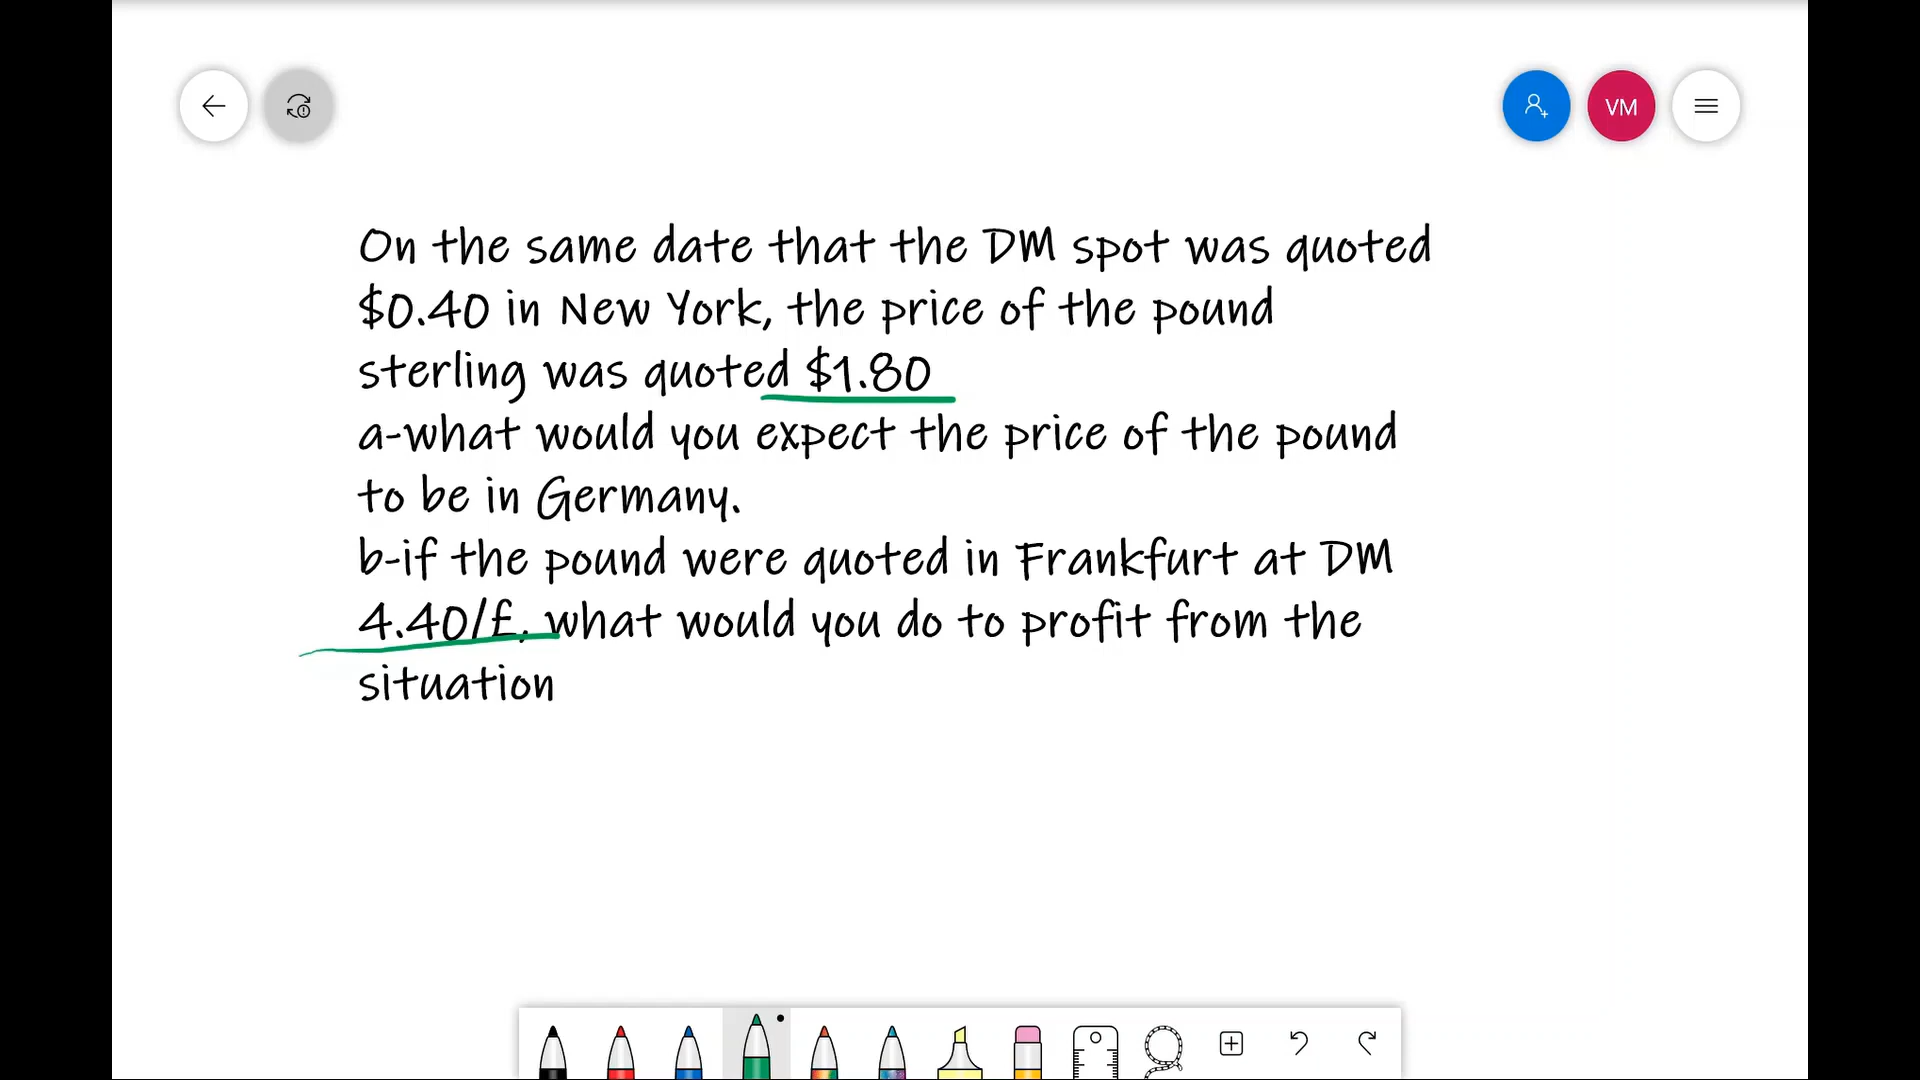 VM
On the same date that the DM spot was quoted
$0.40 in New York, the price of the pound
sterling was quoted $1.80
a-what would you expect the price of the pound
to be in Germany.
b-if the pound were quoted in Frankfurt at DM
4.40/£, what would you do to profit from the
situation